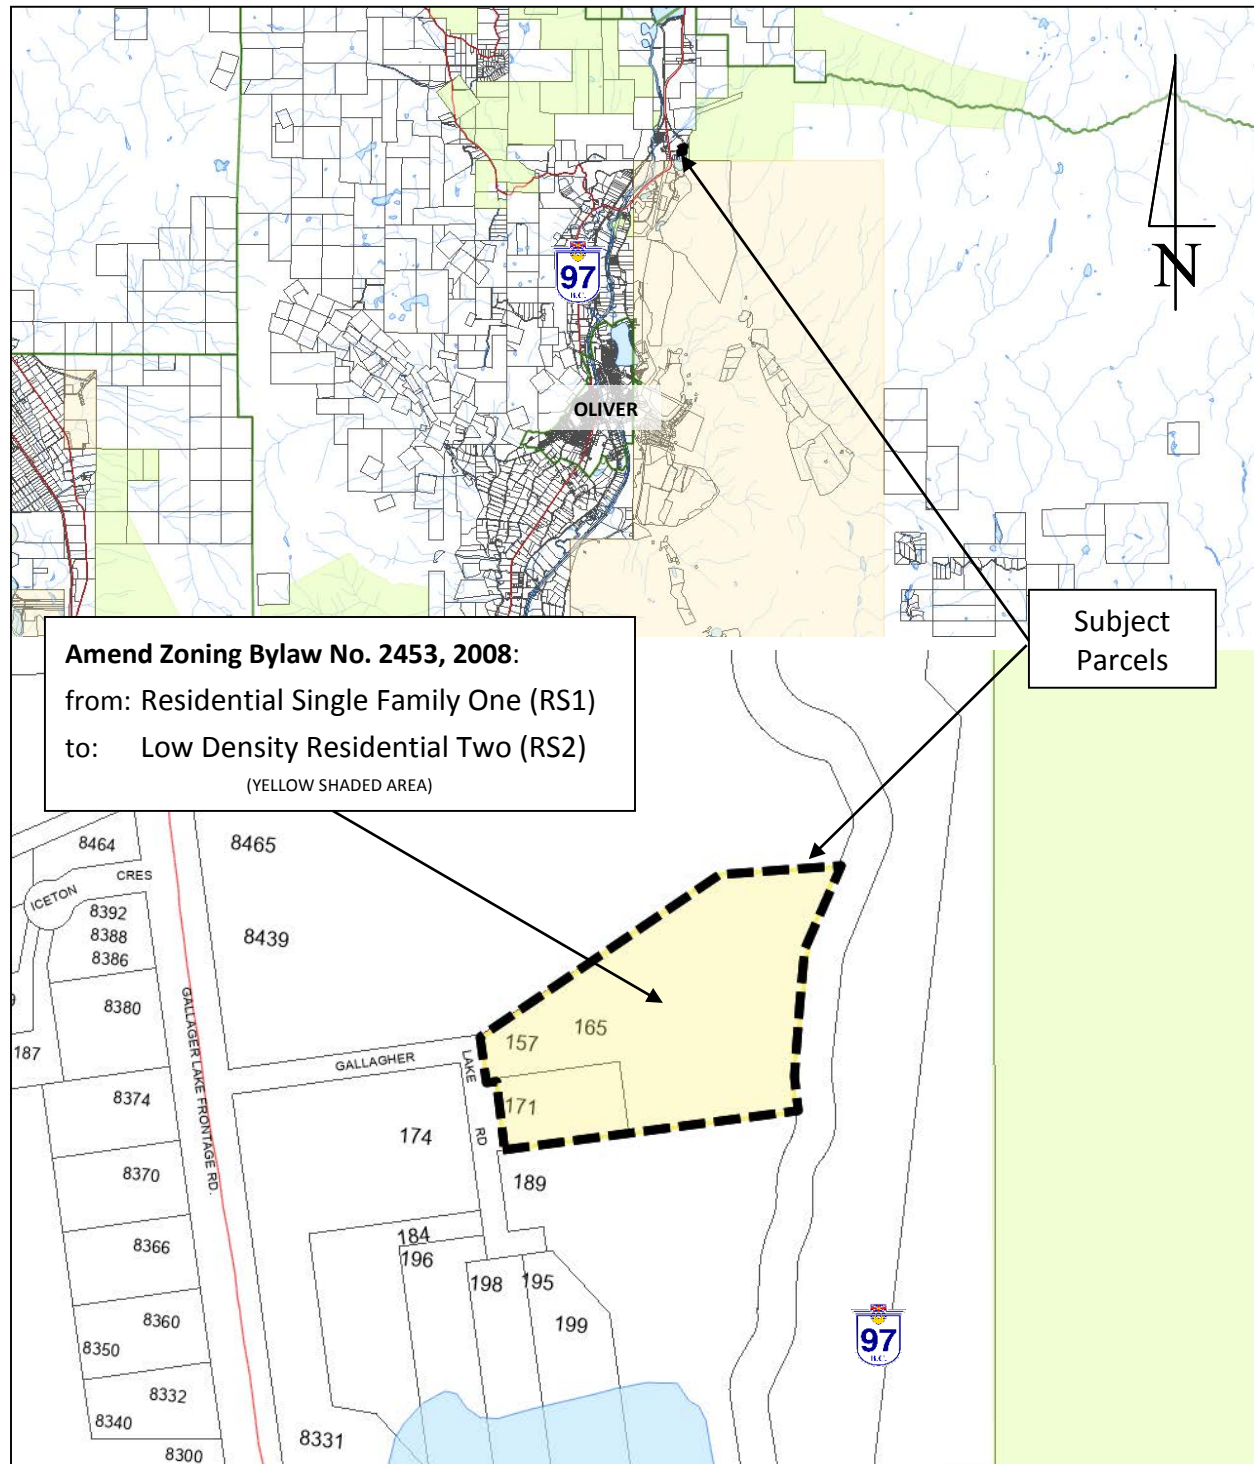 97
B.C.
N
OLIVER
Subject
Parcels
Amend Zoning Bylaw No. 2453, 2008:
from: Residential Single Family One (RS1)
to: Low Density Residential Two (RS2)
(YELLOW SHADED AREA)
8464
8465
CRES
ICETON
8392
8388
8386
8439
8380
GALLAGER LAKE FRONTAGE RD.
187
157
165
GALLAGHER
LAKE
RD
8374
171
174
8370
189
184
196
8366
198
195
199
8360
8350
97
B.C.
8332
8340
8331
8300